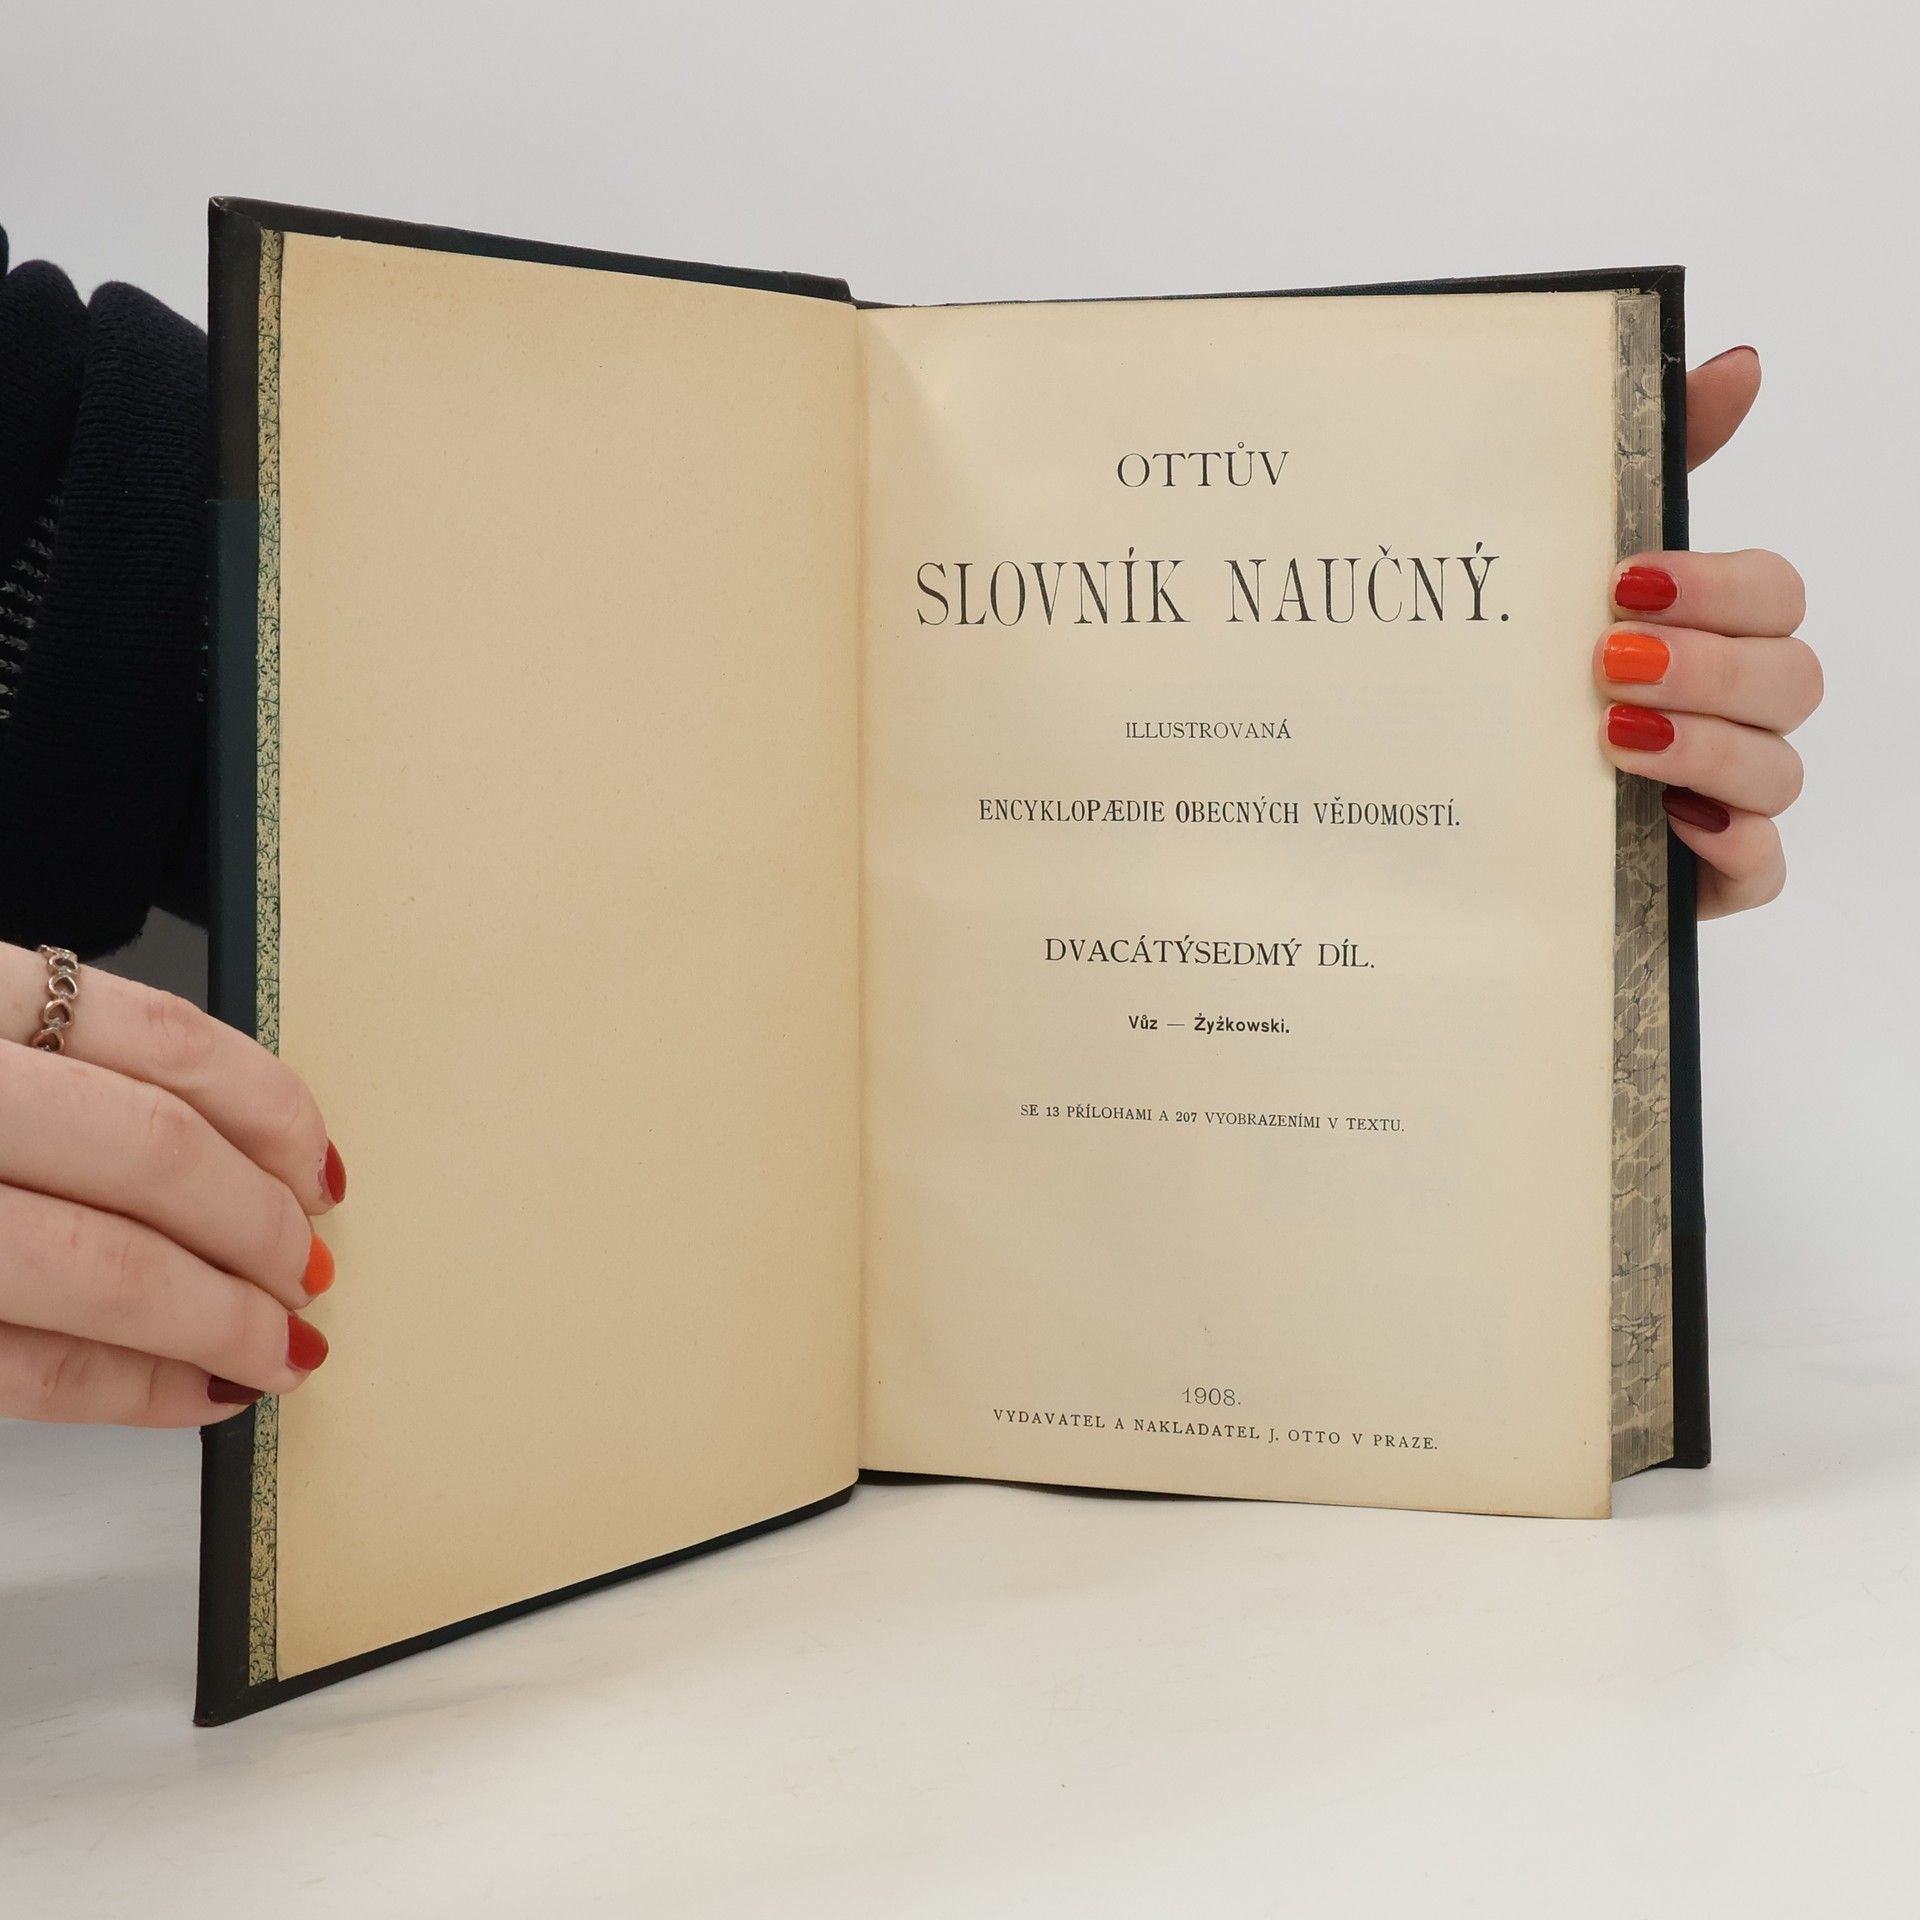 OTTŮV
SLOVNÍK NAUČNÝ.
ILLUSTROVANÁ
ENCYKLOPÆDIE OBECNÝCH VĚDOMOSTÍ.
DVACÁTÝSEDMÝ DÍL.
Vůz — Żyżkowski.
SE 13 PŘÍLOHAMI A 207 VYOBRAZENÍMI V TEXTU.
1908.
VYDAVATEL A NAKLADATEL J. OTTO V PRAZE.